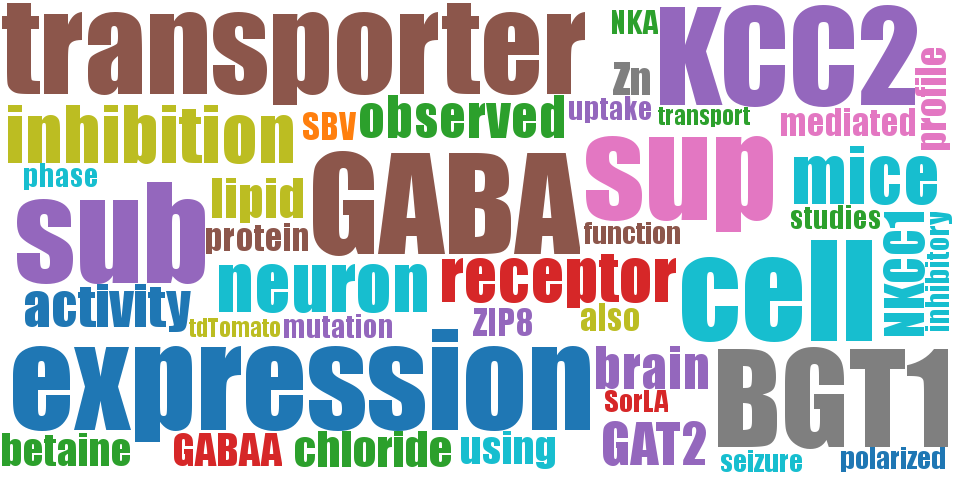 transporter
NKA
KCC2
Zn
profile
inhibition
SBV
observed
uptake
transport
mediated
phase
GABA
sup
mice
sub
lipid
studies
protein
function
NKCC1
inhibitory
neuron
receptor
cell
activity
tdTomato
mutation
ZIP8
also
expression
brain
BGT1
SorLA
betaine
GABAA
chloride
using
GAT2
seizure
polarized